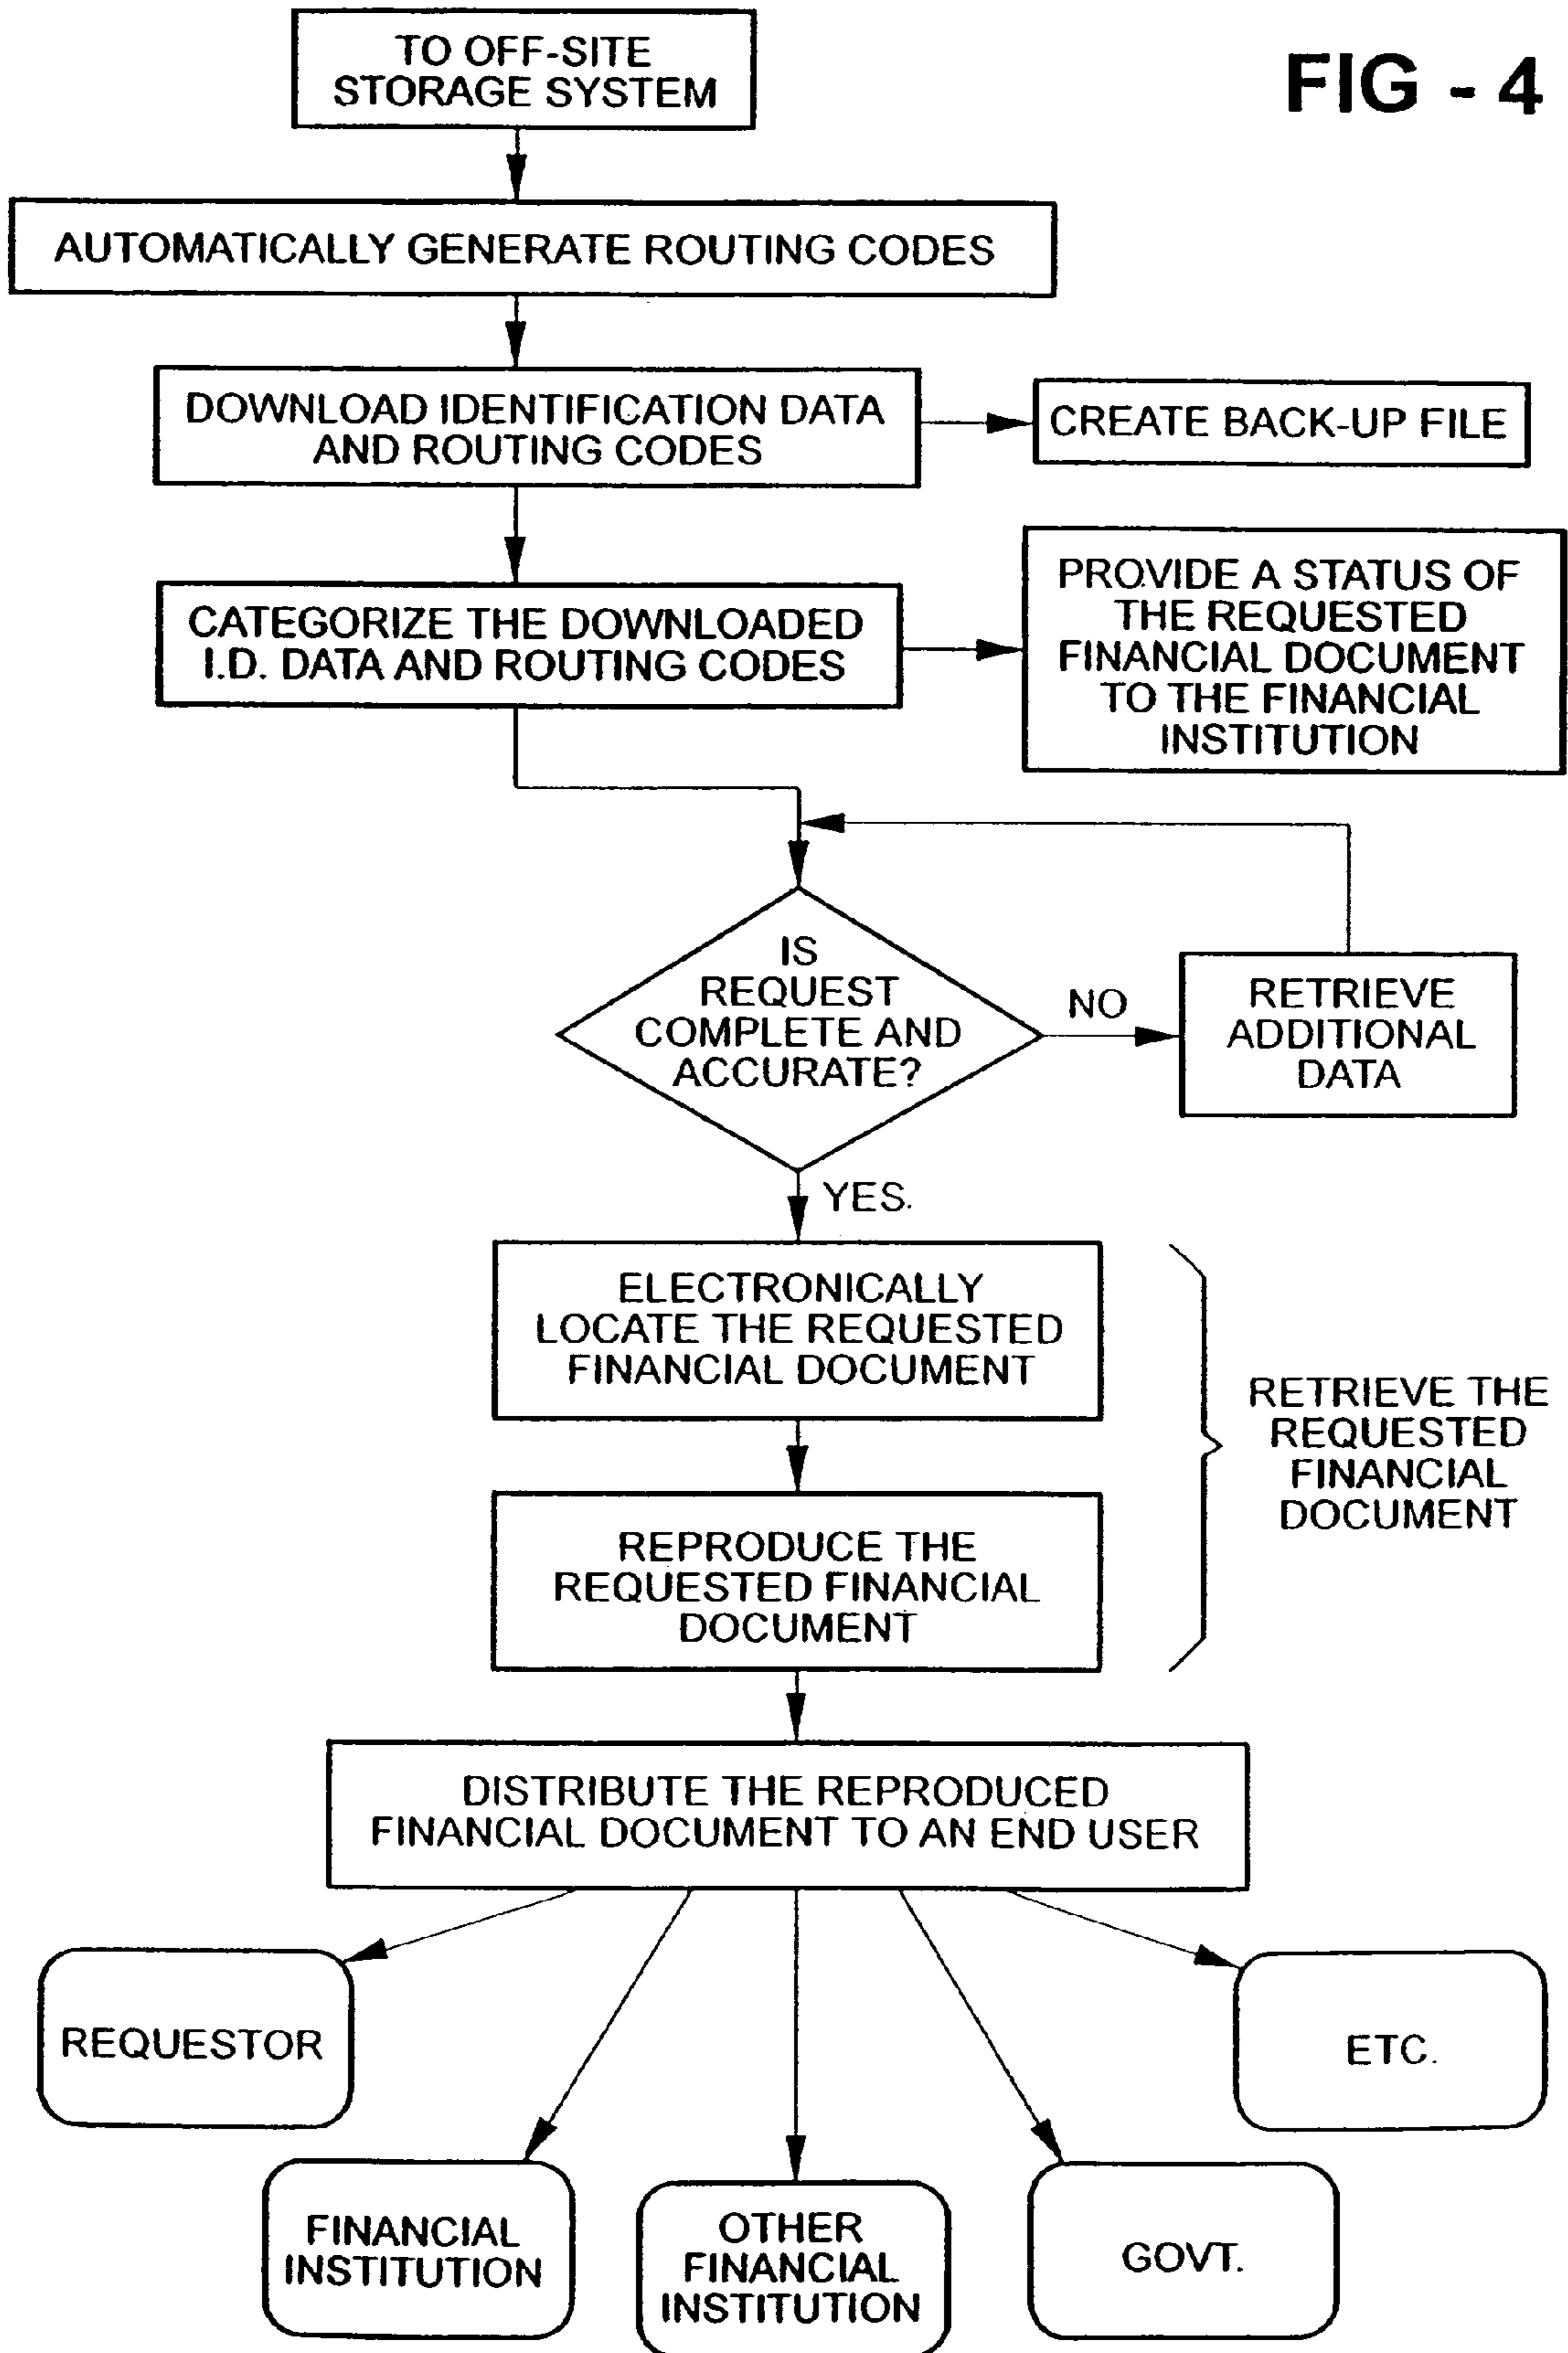 FIG - 4
TO OFF-SITE
STORAGE SYSTEM
AUTOMATICALLY GENERATE ROUTING CODES
DOWNLOAD IDENTIFICATION DATA
AND ROUTING CODES
CREATE BACK-UP FILE
CATEGORIZE THE DOWNLOADED
I.D. DATA AND ROUTING CODES
PROVIDE A STATUS OF
THE REQUESTED
FINANCIAL DOCUMENT
TO THE FINANCIAL
INSTITUTION
IS
REQUEST
COMPLETE AND
ACCURATE?
NO
RETRIEVE
ADDITIONAL
DATA
YES.
ELECTRONICALLY
LOCATE THE REQUESTED
FINANCIAL DOCUMENT
REPRODUCE THE
REQUESTED FINANCIAL
DOCUMENT
RETRIEVE THE
REQUESTED
FINANCIAL
DOCUMENT
DISTRIBUTE THE REPRODUCED
FINANCIAL DOCUMENT TO AN END USER
REQUESTOR
FINANCIAL
INSTITUTION
OTHER
FINANCIAL
INSTITUTION
GOVT.
ETC.